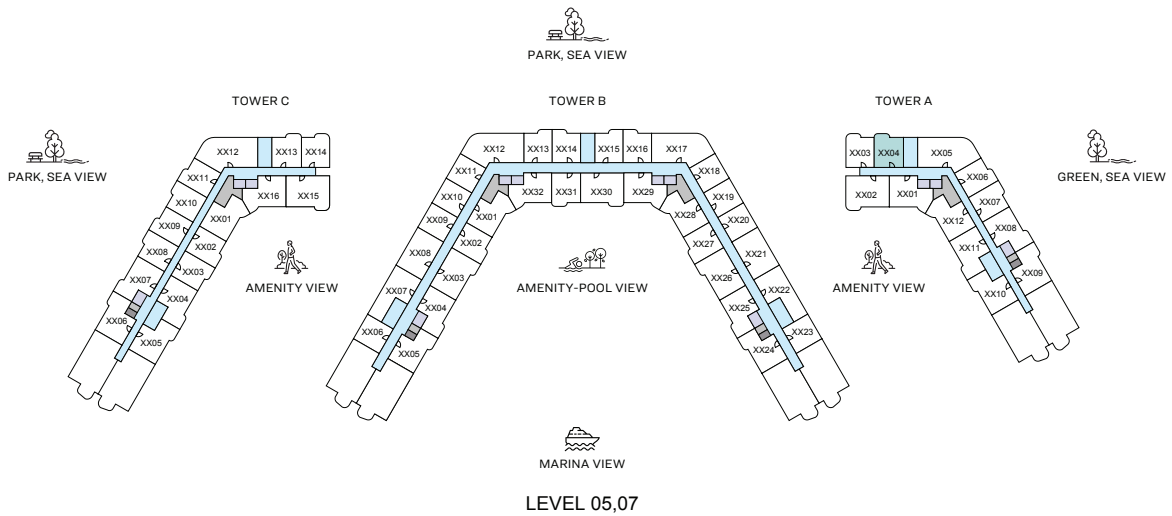 PARK, SEA VIEW
TOWER C
TOWER B
TOWER A
PARK, SEA VIEW
GREEN, SEA VIEW
XX12
XX13
XX14
XX11
XX10
XX09
XX08
XX07
XX06
XX16
XX15
XX01
XX02
XX03
XX04
XX05
AMENITY VIEW
XX12
XX13
XX14
XX15
XX16
XX17
XX11
XX10
XX09
XX08
XX07
XX06
XX32
XX31
XX30
XX29
XX01
XX02
XX03
XX04
XX05
XX18
XX19
XX20
XX21
XX22
XX23
XX28
XX27
XX26
XX25
XX24
AMENITY-POOL VIEW
XX03
XX04
XX05
XX02
XX01
XX06
XX07
XX08
XX09
XX12
XX11
XX10
AMENITY VIEW
MARINA VIEW
LEVEL 05,07